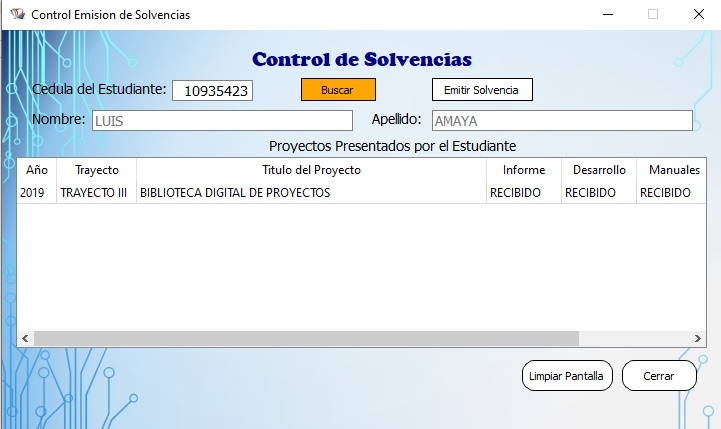 Control Emision de Solvencias
Control de Solvencias
Cedula del Estudiante: 10935423 Buscar Emitir Solvencia
Nombre: LUIS Apellido: AMAYA
Proyectos Presentados por el Estudiante
Año Trayecto Titulo del Proyecto Informe Desarrollo Manuales
2019 TRAYECTO III BIBLIOTECA DIGITAL DE PROYECTOS RECIBIDO RECIBIDO RECIBIDO
Limpiar Pantalla Cerrar